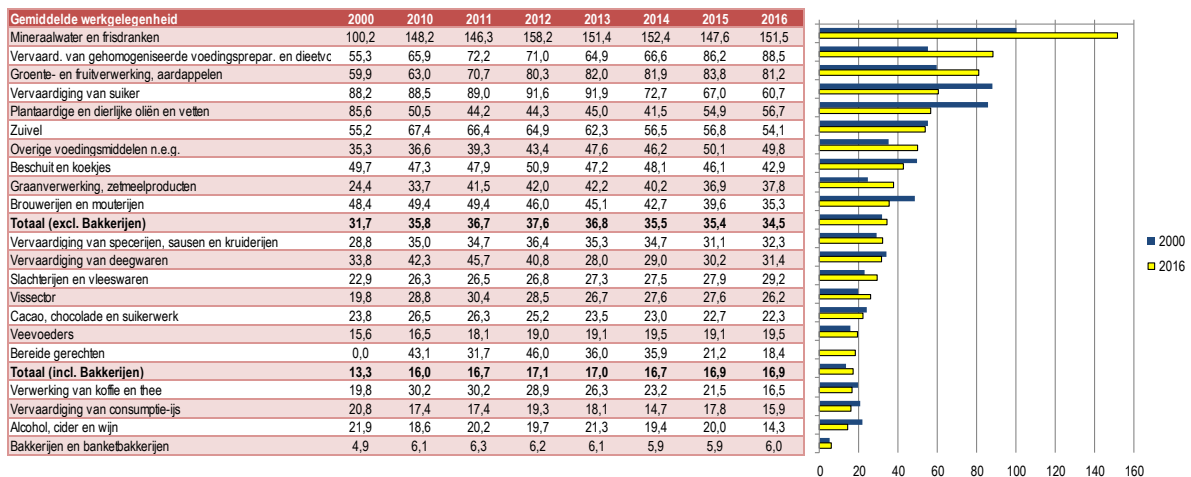 Gemiddelde werkgelegenheid 2000 2010 2011 2012 2013 2014 2015 2016
Mineraalwater en frisdranken 100,2 148,2 146,3 158,2 151,4 152,4 147,6 151,5
Vervaard. van gehomogeniseerde voedingsprepar. en dieetvc 55,3 65,9 72,2 71,0 64,9 66,6 86,2 88,5
Groente- en fruitverwerking, aardappelen 59,9 63,0 70,7 80,3 82,0 81,9 83,8 81,2
Vervaardiging van suiker 88,2 88,5 89,0 91,6 91,9 72,7 67,0 60,7
Plantaardige en dierlijke oliën en vetten 85,6 50,5 44,2 44,3 45,0 41,5 54,9 56,7
Zuivel 55,2 67,4 66,4 64,9 62,3 56,5 56,8 54,1
Overige voedingsmiddelen n.e.g. 35,3 36,6 39,3 43,4 47,6 46,2 50,1 49,8
Beschuit en koekjes 49,7 47,3 47,9 50,9 47,2 48,1 46,1 42,9
Graanverwerking, zetmeelproducten 24,4 33,7 41,5 42,0 42,2 40,2 36,9 37,8
Brouwerijen en mouterijen 48,4 49,4 49,4 46,0 45,1 42,7 39,6 35,3
Totaal (excl. Bakkerijen) 31,7 35,8 36,7 37,6 36,8 35,5 35,4 34,5
Vervaardiging van specerijen, sausen en kruiderijen 28,8 35,0 34,7 36,4 35,3 34,7 31,1 32,3
Vervaardiging van deegwaren 33,8 42,3 45,7 40,8 28,0 29,0 30,2 31,4
Slachterijen en vleeswaren 22,9 26,3 26,5 26,8 27,3 27,5 27,9 29,2
Vissector 19,8 28,8 30,4 28,5 26,7 27,6 27,6 26,2
Cacao, chocolade en suikerwerk 23,8 26,5 26,3 25,2 23,5 23,0 22,7 22,3
Veevoeders 15,6 16,5 18,1 19,0 19,1 19,5 19,1 19,5
Bereide gerechten 0,0 43,1 31,7 46,0 36,0 35,9 21,2 18,4
Totaal (incl. Bakkerijen) 13,3 16,0 16,7 17,1 17,0 16,7 16,9 16,9
Verwerking van koffie en thee 19,8 30,2 30,2 28,9 26,3 23,2 21,5 16,5
Vervaardiging van consumptie-ijs 20,8 17,4 17,4 19,3 18,1 14,7 17,8 15,9
Alcohol, cider en wijn 21,9 18,6 20,2 19,7 21,3 19,4 20,0 14,3
Bakkerijen en banketbakkerijen 4,9 6,1 6,3 6,2 6,1 5,9 5,9 6,0
2000
2016
0 20 40 60 80 100 120 140 160